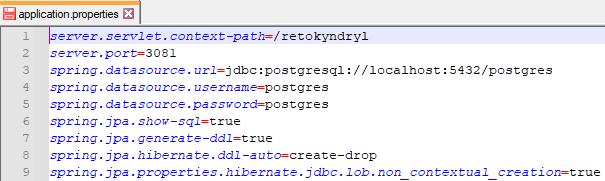 application.properties
1 server.servlet.context-path=/retokyndryl
2 server.port=3081
3 spring.datasource.url=jdbc:postgresql://localhost:5432/postgres
4 spring.datasource.username=postgres
5 spring.datasource.password=postgres
6 spring.jpa.show-sql=true
7 spring.jpa.generate-ddl=true
8 spring.jpa.hibernate.ddl-auto=create-drop
9 spring.jpa.properties.hibernate.jdbc.lob.non_contextual_creation=true